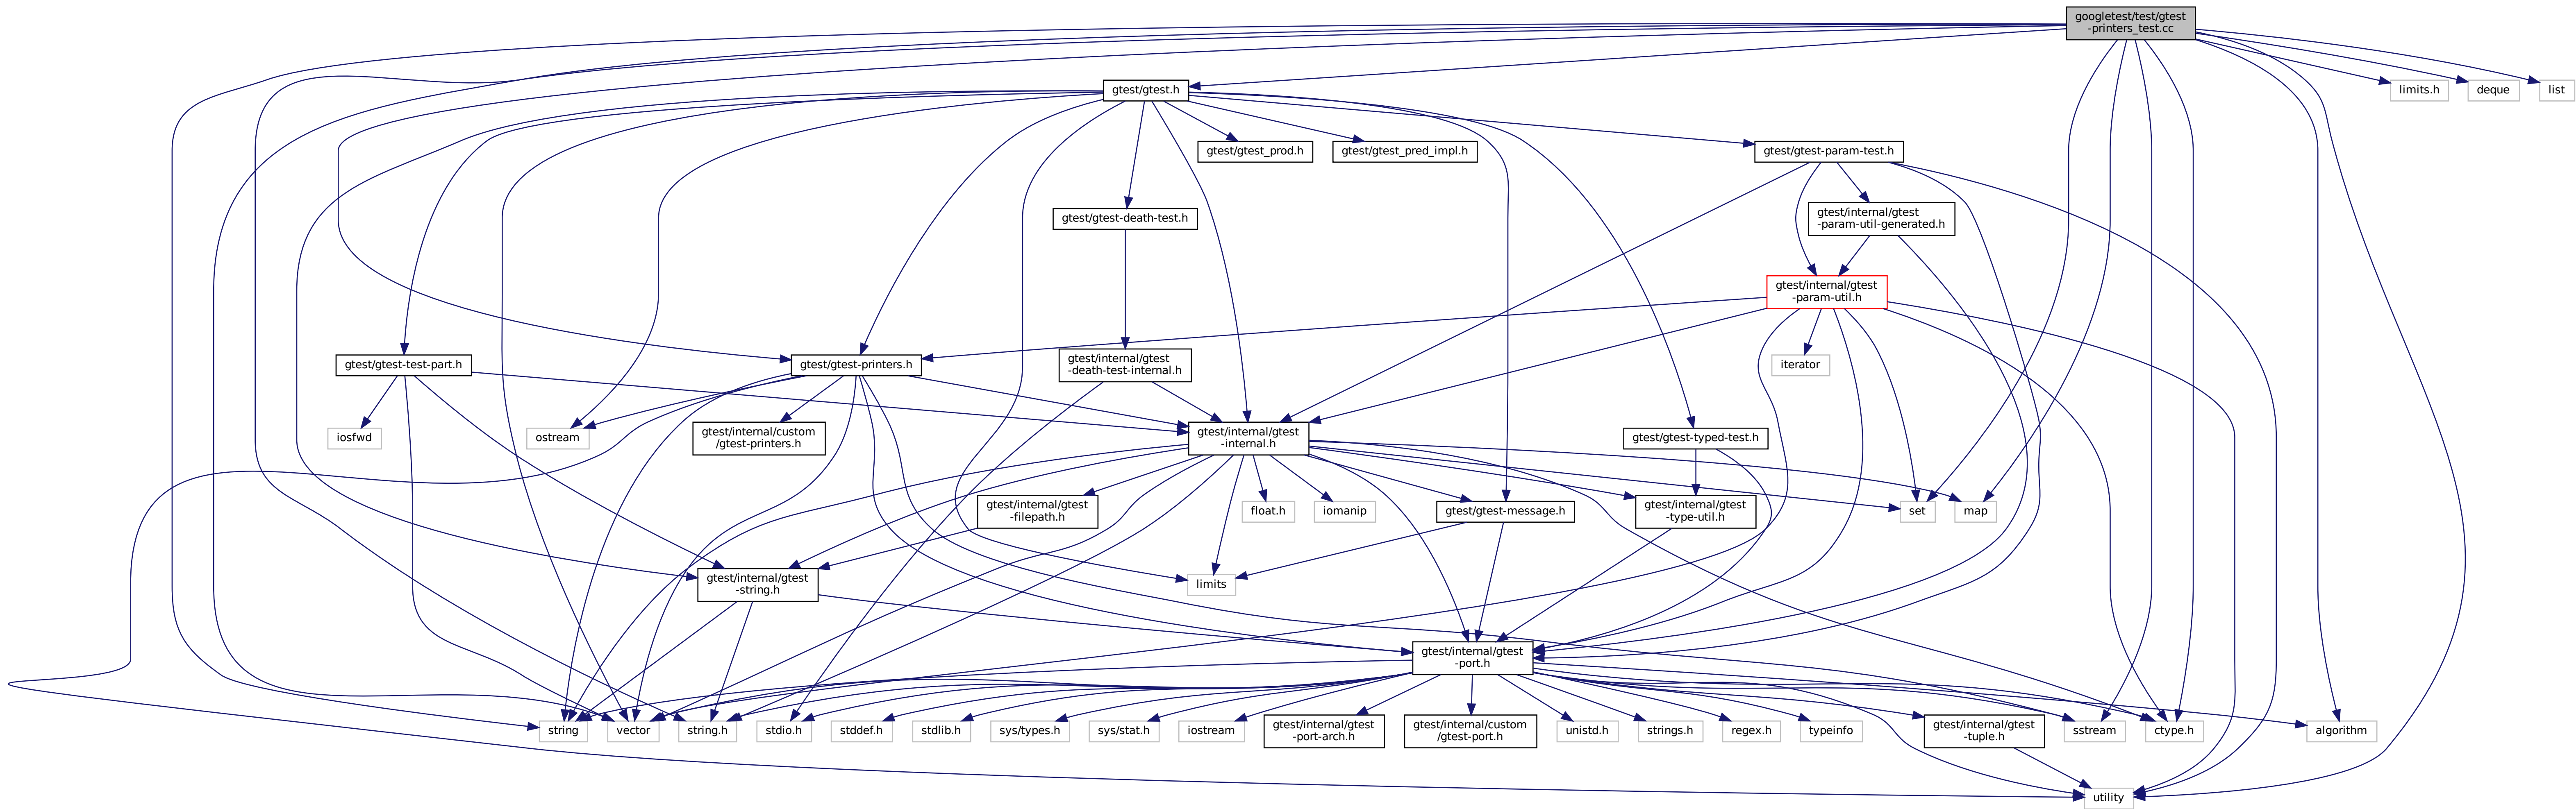 googletest/test/gtest
-printers_test.cc
gtest/gtest.h
limits.h
deque
list
gtest/gtest_prod.h
gtest/gtest_pred_impl.h
gtest/gtest-param-test.h
gtest/gtest-death-test.h
gtest/internal/gtest
-param-util-generated.h
gtest/internal/gtest
-param-util.h
gtest/gtest-test-part.h
gtest/gtest-printers.h
gtest/internal/gtest
-death-test-internal.h
iterator
iosfwd
ostream
gtest/internal/custom
/gtest-printers.h
gtest/internal/gtest
-internal.h
gtest/gtest-typed-test.h
gtest/internal/gtest
-filepath.h
float.h
iomanip
gtest/gtest-message.h
gtest/internal/gtest
-type-util.h
set
map
gtest/internal/gtest
-string.h
limits
gtest/internal/gtest
-port.h
string
vector
string.h
stdio.h
stddef.h
stdlib.h
sys/types.h
sys/stat.h
iostream
gtest/internal/gtest
-port-arch.h
gtest/internal/custom
/gtest-port.h
unistd.h
strings.h
regex.h
typeinfo
gtest/internal/gtest
-tuple.h
sstream
ctype.h
algorithm
utility